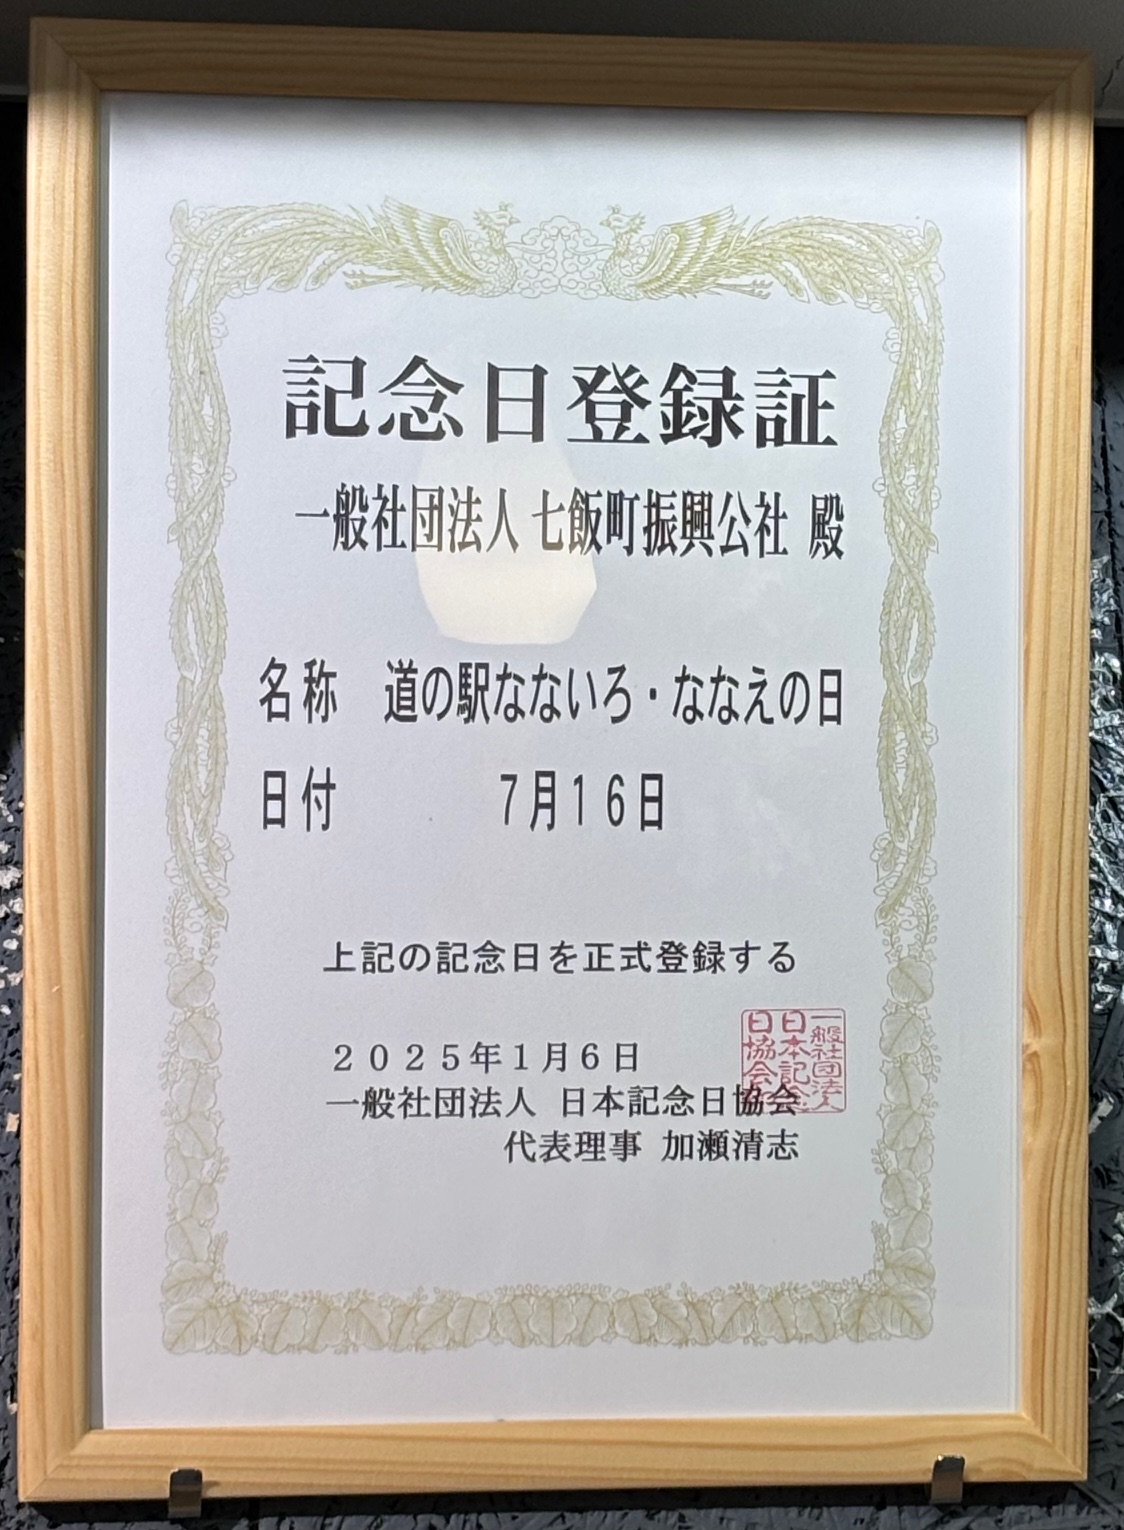 記念日登録証
一般社団法人 七飯町振興公社 殿
名称 道の駅なないろ・ななえの日
日付 7月16日
上記の記念日を正式登録する
2025年1月6日
一般社団法人 日本記念日協会
代表理事 加瀬清志
一般社団法人
日本記念
日協会印